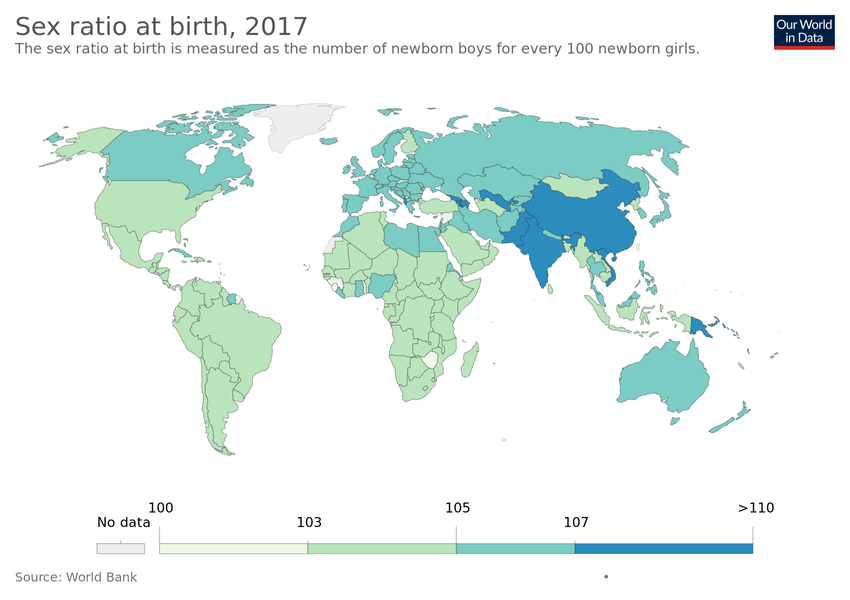 Sex ratio at birth, 2017
The sex ratio at birth is measured as the number of newborn boys for every 100 newborn girls.
Our World
in Data
100
105
>110
No data
103
107
Source: World Bank